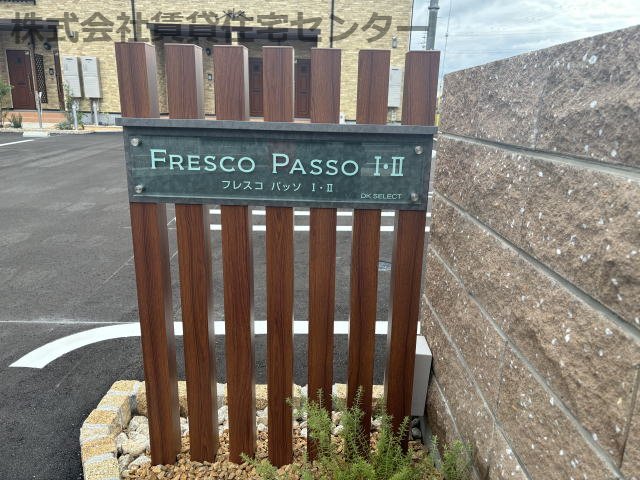 株式会社賃貸住宅センター
FRESCO PASSO I・II
フレスコ パッソ I・II
DK SELECT